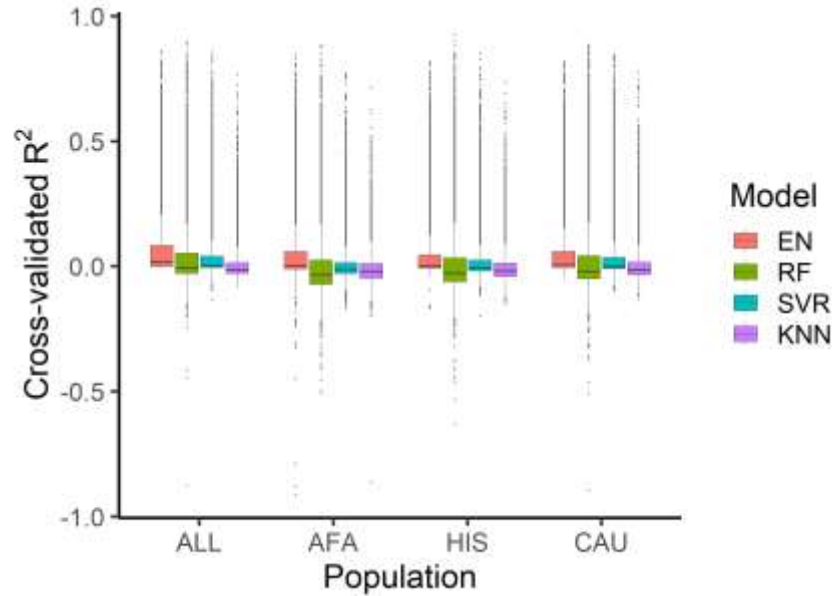 1.0
0.5
0.0
-0.5
-1.0
Cross-validated R²
ALL AFA HIS CAU
Population
Model
EN
RF
SVR
KNN